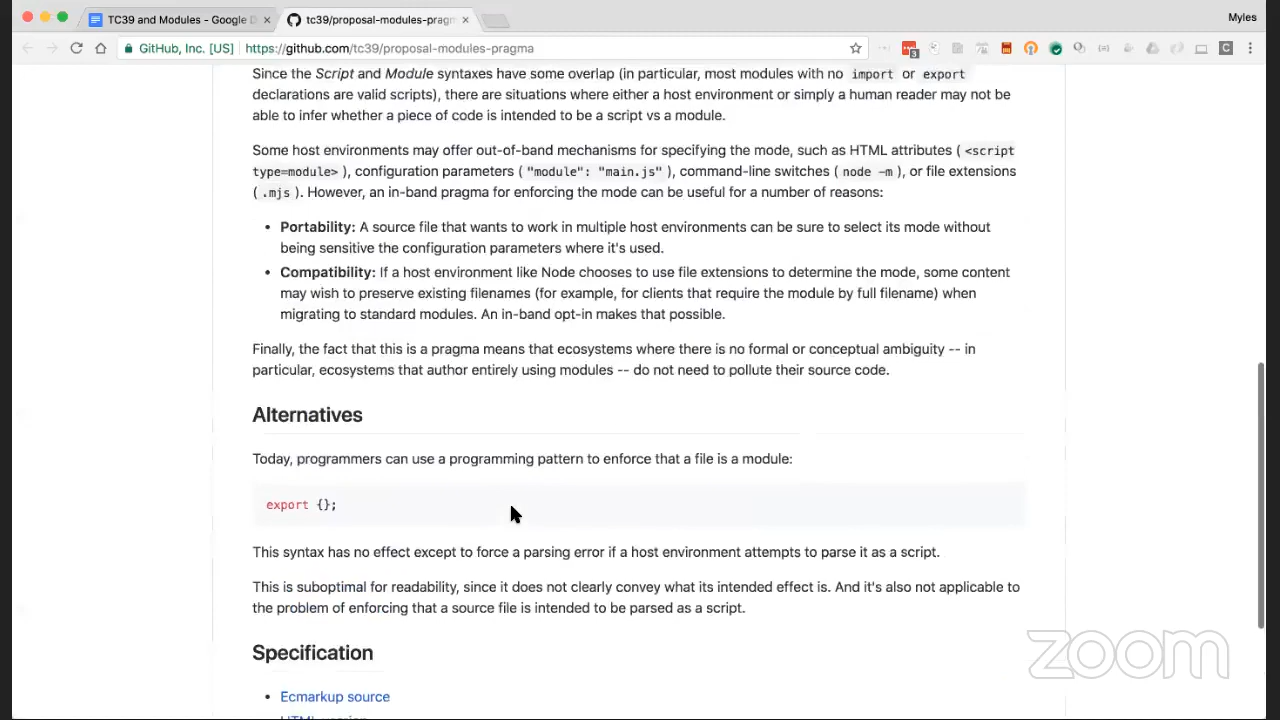 TC39 and Modules - Google D
tc39/proposal-modules-pragm
Myles
GitHub, Inc. [US]
https://github.com/tc39/proposal-modules-pragma
3
C
Since the Script and Module syntaxes have some overlap (in particular, most modules with no import or export
declarations are valid scripts), there are situations where either a host environment or simply a human reader may not be
able to infer whether a piece of code is intended to be a script vs a module.
Some host environments may offer out-of-band mechanisms for specifying the mode, such as HTML attributes ( <script
type=module> ), configuration parameters ( "module": "main.js" ), command-line switches ( node -m ), or file extensions
( .mjs ). However, an in-band pragma for enforcing the mode can be useful for a number of reasons:
• Portability: A source file that wants to work in multiple host environments can be sure to select its mode without
being sensitive the configuration parameters where it's used.
• Compatibility: If a host environment like Node chooses to use file extensions to determine the mode, some content
may wish to preserve existing filenames (for example, for clients that require the module by full filename) when
migrating to standard modules. An in-band opt-in makes that possible.
Finally, the fact that this is a pragma means that ecosystems where there is no formal or conceptual ambiguity -- in
particular, ecosystems that author entirely using modules -- do not need to pollute their source code.
Alternatives
Today, programmers can use a programming pattern to enforce that a file is a module:
export {};
This syntax has no effect except to force a parsing error if a host environment attempts to parse it as a script.
This is suboptimal for readability, since it does not clearly convey what its intended effect is. And it's also not applicable to
the problem of enforcing that a source file is intended to be parsed as a script.
zoom
Specification
• Ecmarkup source